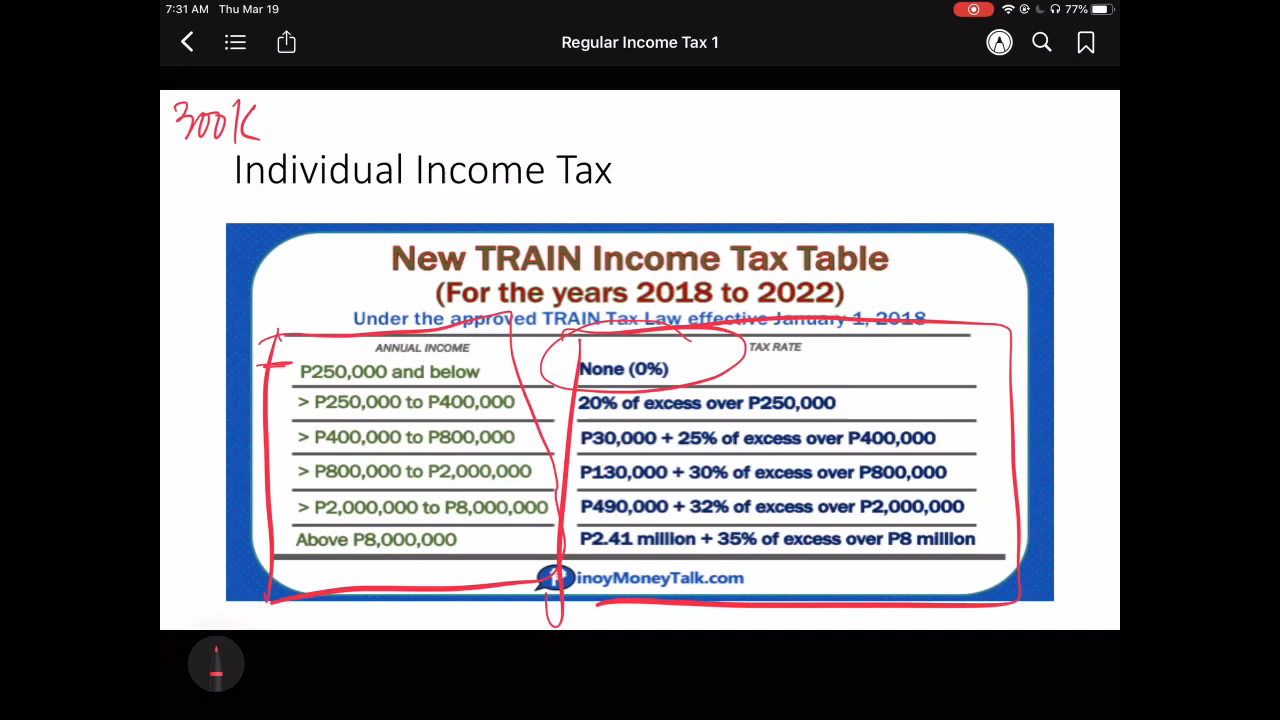 7:31 AM Thu Mar 19
77%
Regular Income Tax 1
300K
Individual Income Tax
New TRAIN Income Tax Table
(For the years 2018 to 2022)
Under the approved TRAIN Tax Law effective January 1, 2018
ANNUAL INCOME TAX RATE
P250,000 and below None (0%)
> P250,000 to P400,000 20% of excess over P250,000
> P400,000 to P800,000 P30,000 + 25% of excess over P400,000
> P800,000 to P2,000,000 P130,000 + 30% of excess over P800,000
> P2,000,000 to P8,000,000 P490,000 + 32% of excess over P2,000,000
Above P8,000,000 P2.41 million + 35% of excess over P8 million
PinoyMoneyTalk.com